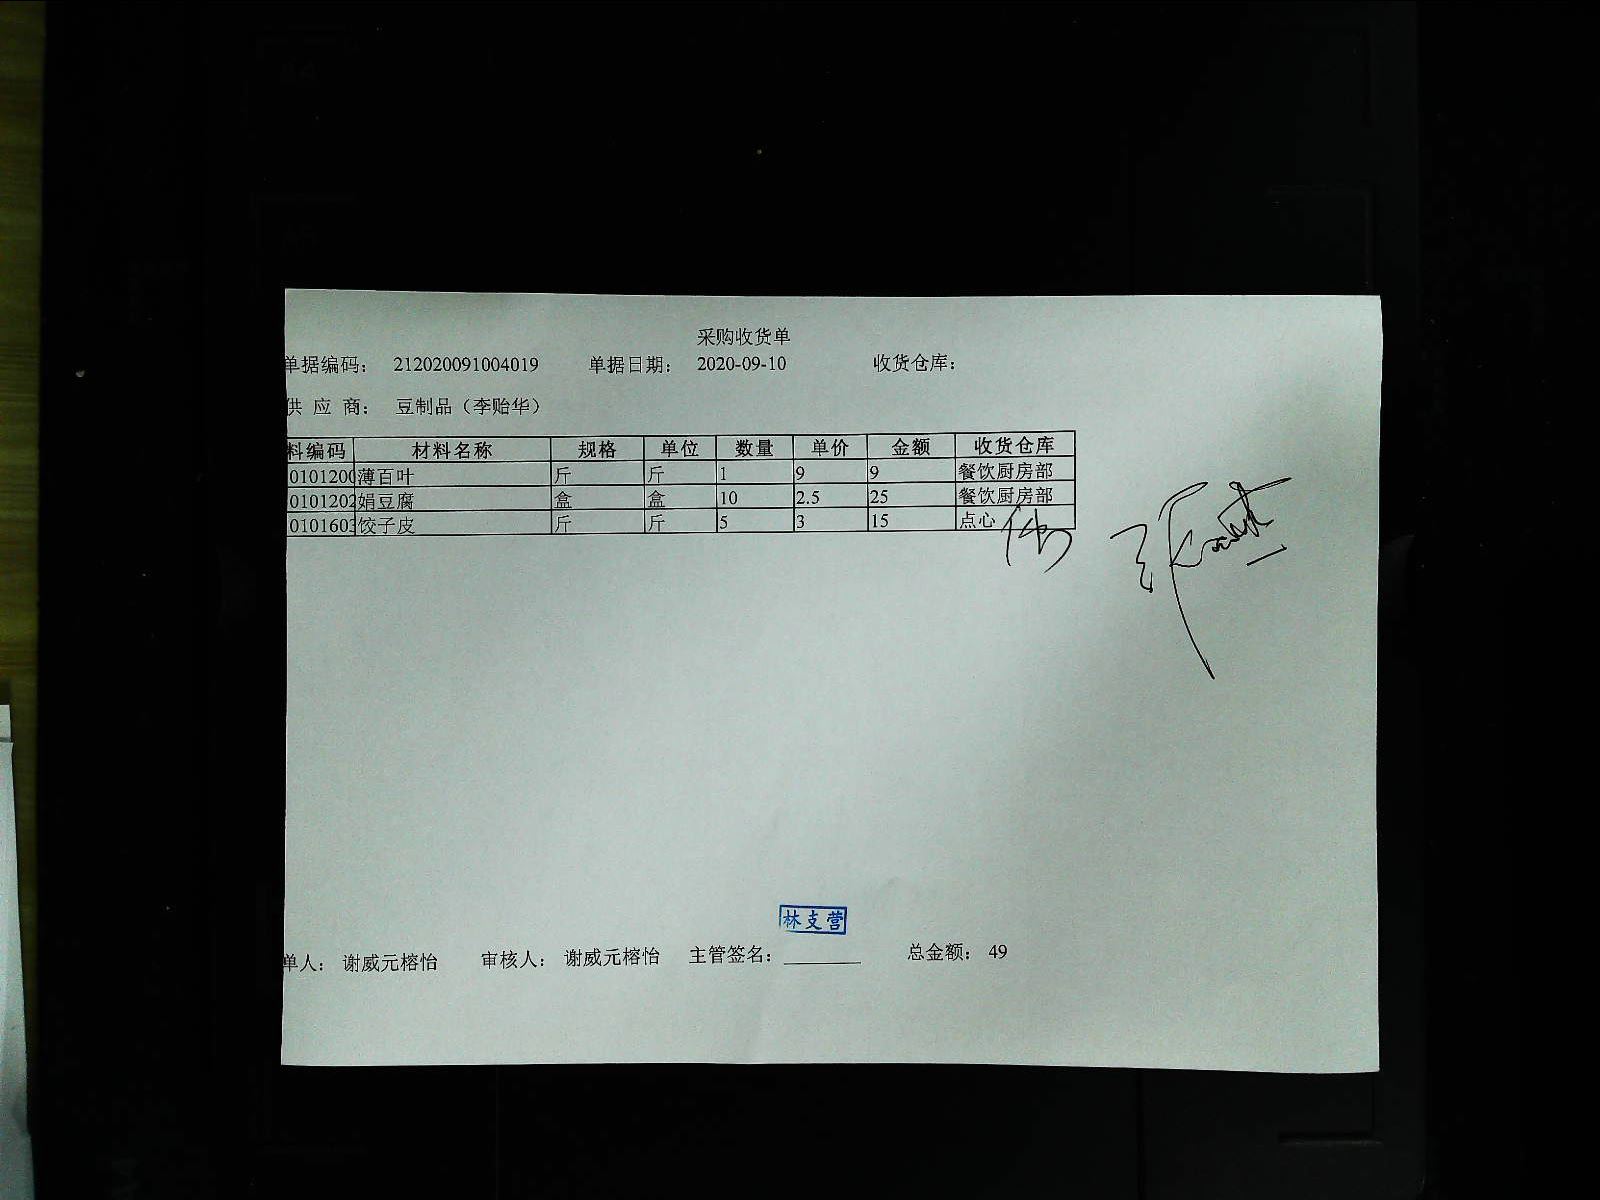 采购收货单
单据编码： 212020091004019 单据日期： 2020-09-10 收货仓库：
供 应 商： 豆制品（李贻华）
料编码 材料名称 规格 单位 数量 单价 金额 收货仓库
0101200 薄百叶 斤 斤 1 9 9 餐饮厨房部
0101202 娟豆腐 盒 盒 10 2.5 25 餐饮厨房部
0101603 饺子皮 斤 斤 5 3 15 点心
林支营
单人： 谢威元榕怡 审核人： 谢威元榕怡 主管签名： 总金额： 49